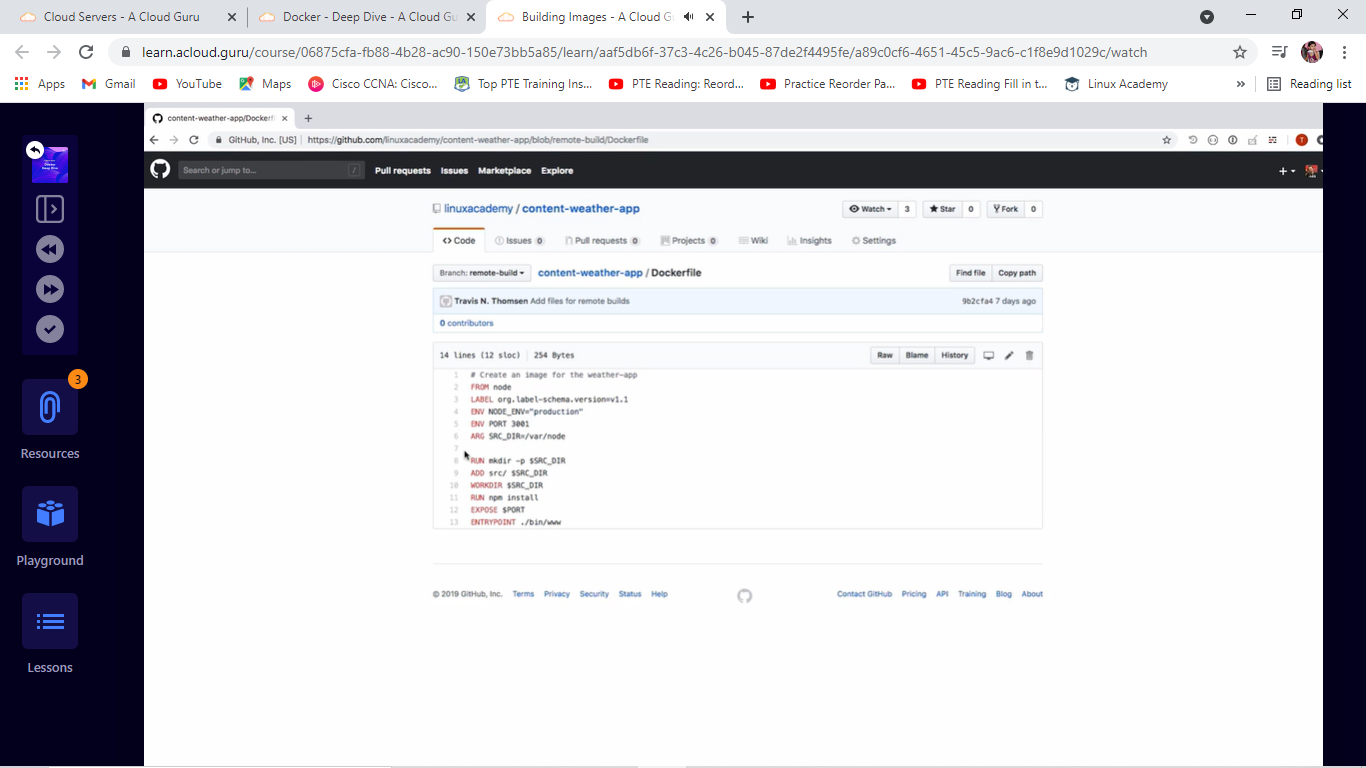 Cloud Servers - A Cloud Guru
Docker - Deep Dive - A Cloud Gu
Building Images - A Cloud G
learn.acloud.guru/course/06875cfa-fb88-4b28-ac90-150e73bb5a85/learn/aaf5db6f-37c3-4c26-b045-87de2f4495fe/a89c0cf6-4651-45c5-9ac6-c1f8e9d1029c/watch
Apps Gmail YouTube Maps Cisco CCNA: Cisco... Top PTE Training Ins... PTE Reading: Reord... Practice Reorder Pa... PTE Reading Fill in t... Linux Academy » Reading list
content-weather-app/Dockerfi
GitHub, Inc. [US] https://github.com/linuxacademy/content-weather-app/blob/remote-build/Dockerfile
Search or jump to... / Pull requests Issues Marketplace Explore
linuxacademy / content-weather-app
Watch 3 Star 0 Fork 0
Code Issues 0 Pull requests 0 Projects 0 Wiki Insights Settings
Branch: remote-build content-weather-app / Dockerfile Find file Copy path
Travis N. Thomsen Add files for remote builds 9b2cfa4 7 days ago
0 contributors
14 lines (12 sloc) 254 Bytes Raw Blame History
1 # Create an image for the weather-app
2 FROM node
3 LABEL org.label-schema.version=v1.1
4 ENV NODE_ENV="production"
5 ENV PORT 3001
6 ARG SRC_DIR=/var/node
7
8 RUN mkdir -p $SRC_DIR
9 ADD src/ $SRC_DIR
10 WORKDIR $SRC_DIR
11 RUN npm install
12 EXPOSE $PORT
13 ENTRYPOINT ./bin/www
© 2019 GitHub, Inc. Terms Privacy Security Status Help Contact GitHub Pricing API Training Blog About
3
Resources
Playground
Lessons